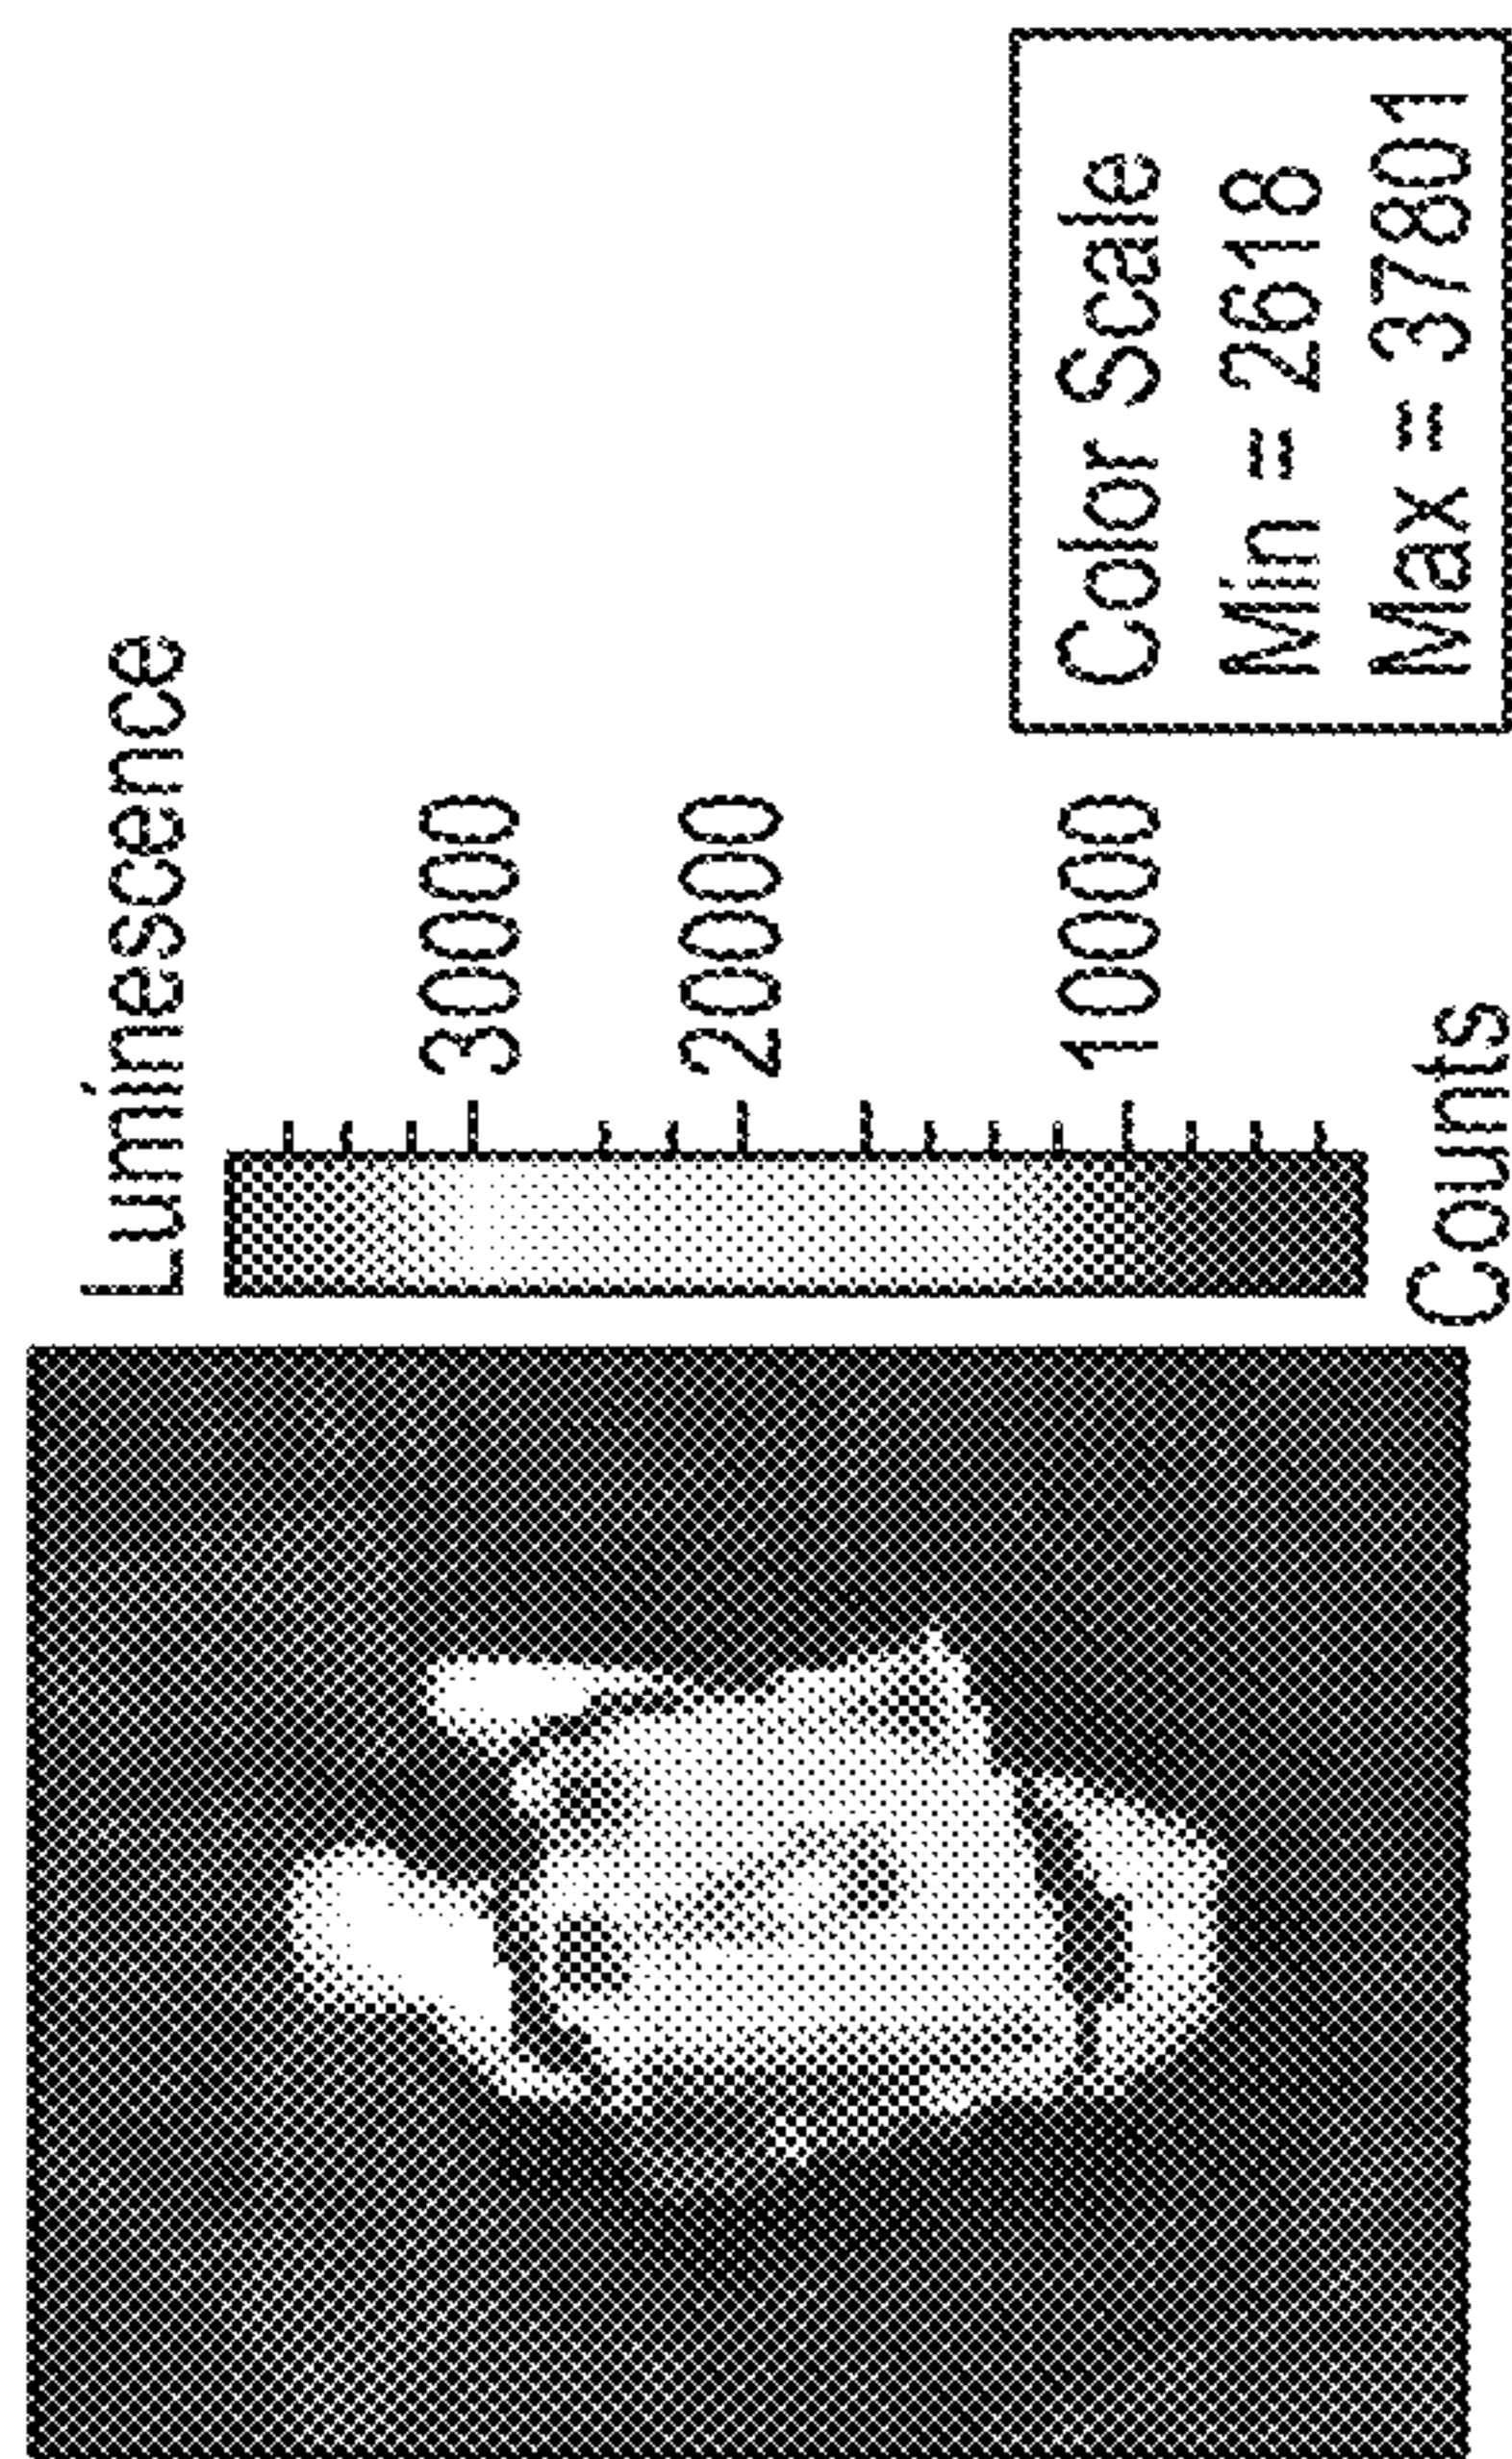 Luminescence
30000
20000
10000
Counts
Color Scale
Min = 2618
Max = 37801